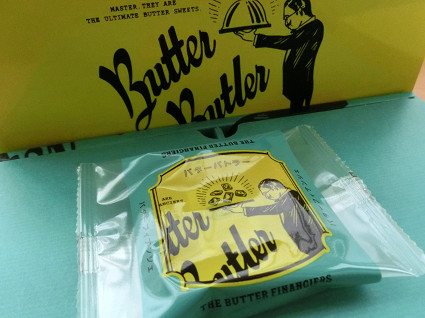 MASTER, THEY ARE
THE ULTIMATE BUTTER SWEETS.
Butter
Butler
THE BUTTER FINANCIERS
バターバトラー
Butter
Butler
THE BUTTER FINANCIERS